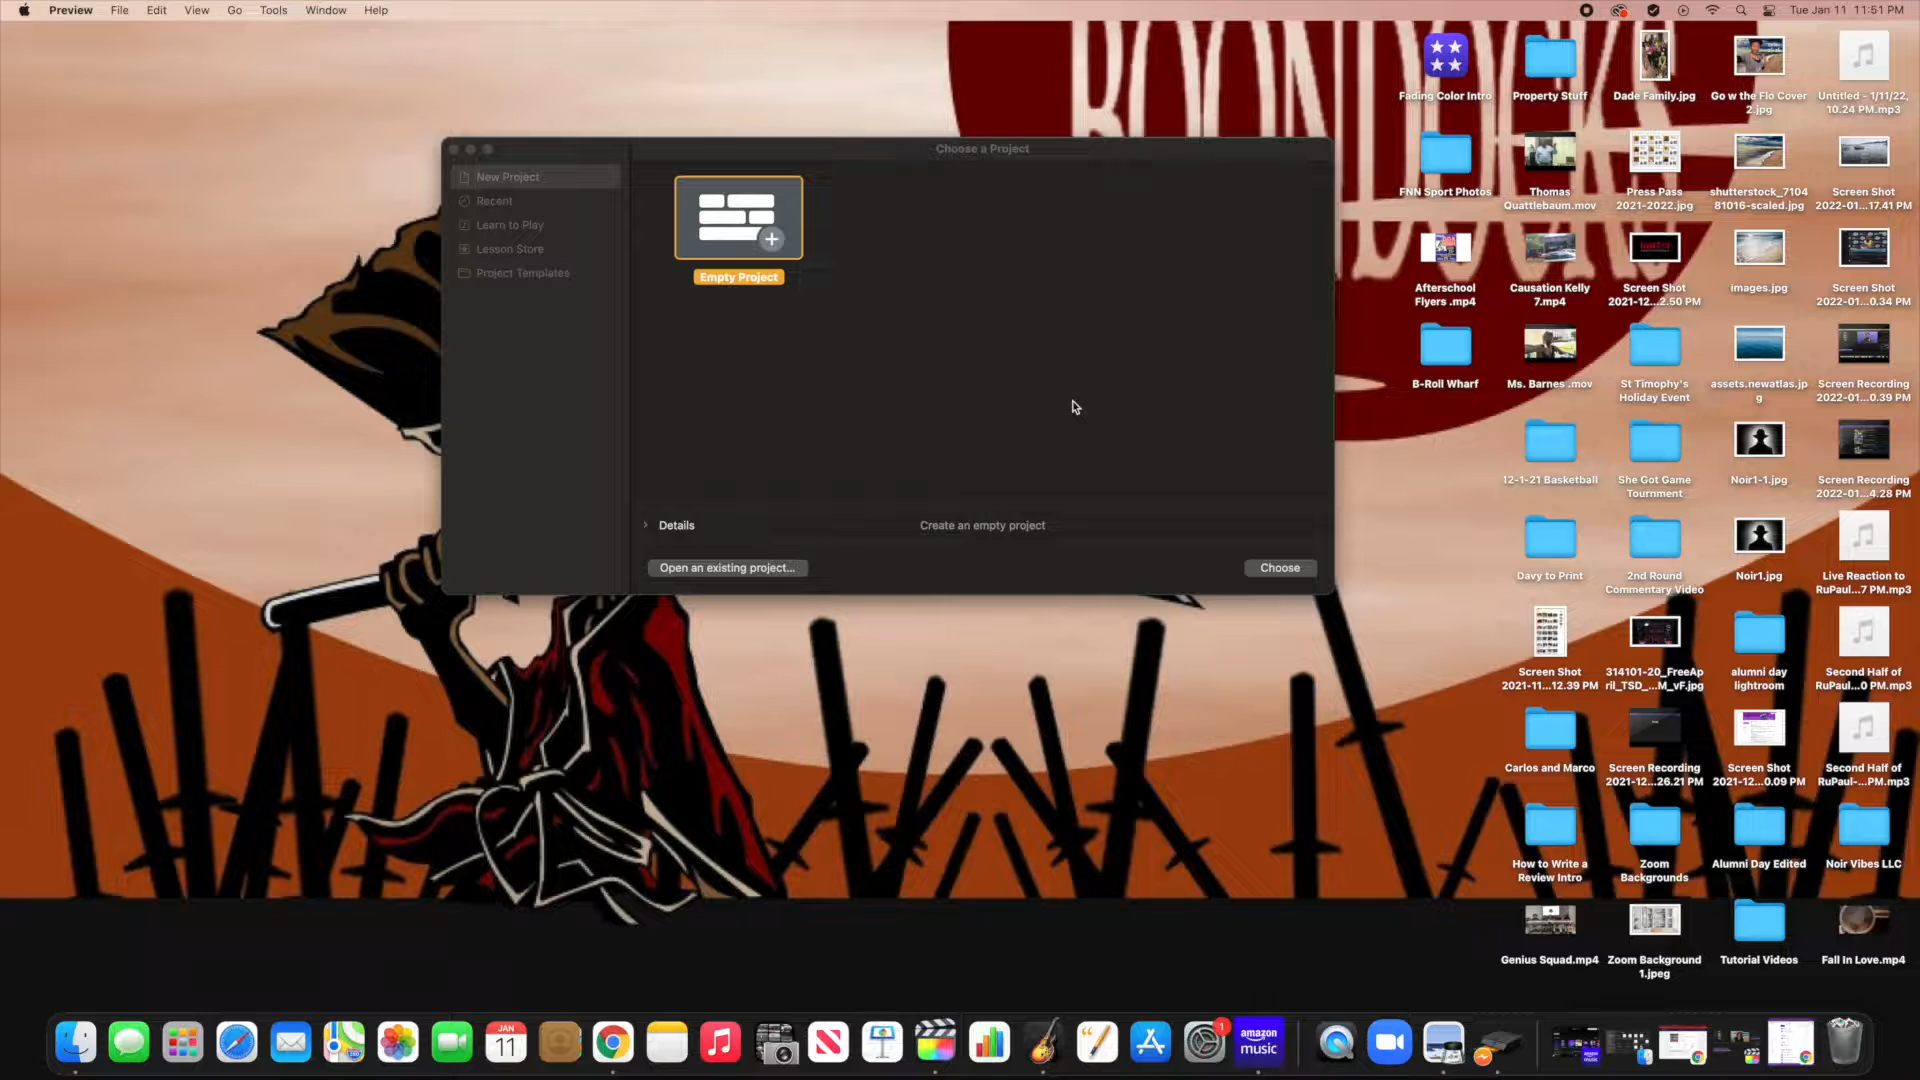 Preview File Edit View Go Tools Window Help
Tue Jan 11 11:51 PM
BOONDOCKS
Choose a Project
New Project
Recent
Learn to Play
Lesson Store
Project Templates
Empty Project
Details
Create an empty project
Open an existing project...
Choose
Fading Color Intro
Property Stuff
Dade Family.jpg
Go w the Flo Cover
2.jpg
Untitled - 1/11/22,
10.24 PM.mp3
FNN Sport Photos
Thomas
Quattlebaum.mov
Press Pass
2021-2022.jpg
shutterstock_7104
81016-scaled.jpg
Screen Shot
2022-01...17.41 PM
Afterschool
Flyers .mp4
Causation Kelly
7.mp4
Screen Shot
2021-12...2.50 PM
images.jpg
Screen Shot
2022-01...0.34 PM
B-Roll Wharf
Ms. Barnes .mov
St Timophy's
Holiday Event
assets.newatlas.jp
g
Screen Recording
2022-01...0.39 PM
12-1-21 Basketball
She Got Game
Tournment
Noir1-1.jpg
Screen Recording
2022-01...4.28 PM
Davy to Print
2nd Round
Commentary Video
Noir1.jpg
Live Reaction to
RuPaul...7 PM.mp3
Screen Shot
2021-11...12.39 PM
314101-20_FreeAp
ril_TSD_...M_vF.jpg
alumni day
lightroom
Second Half of
RuPaul...0 PM.mp3
Carlos and Marco
Screen Recording
2021-12...26.21 PM
Screen Shot
2021-12...0.09 PM
Second Half of
RuPaul-...PM.mp3
How to Write a
Review Intro
Zoom
Backgrounds
Alumni Day Edited
Noir Vibes LLC
Genius Squad.mp4
Zoom Background
1.jpeg
Tutorial Videos
Fall In Love.mp4
JAN
11
1
amazon
music